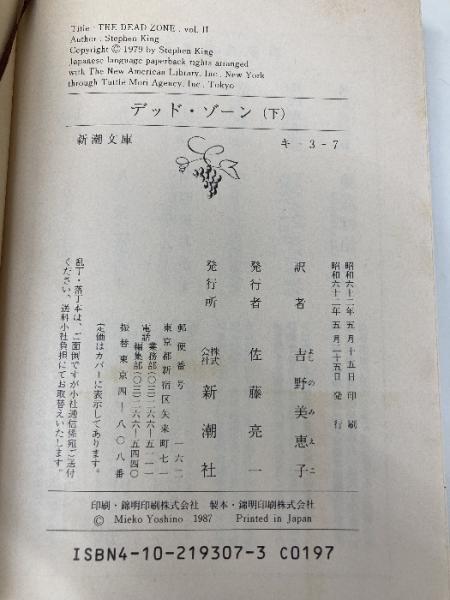 Title : THE DEAD ZONE . vol. II
Author : Stephen King
Copyright © 1979 by Stephen King
Japanese language paperback rights arranged
with The New American Library, Inc., New York
through Tuttle Mori Agency, Inc., Tokyo
デッド・ゾーン（下）
新潮文庫
キ-3-7
昭和六十二年五月十五日 印刷
昭和六十二年五月二十五日 発行
訳者 吉野美恵子
よしのみえこ
発行者 佐藤亮一
発行所 株式会社 新潮社
郵便番号 一六二
東京都新宿区矢来町七一
電話 業務部(〇三)二六六-五一一一
編集部(〇三)二六六-五四四〇
振替東京四-八〇八番
定価はカバーに表示してあります。
乱丁・落丁本は、ご面倒ですが小社通信係宛ご送付
ください。送料小社負担にてお取替えいたします。
印刷・錦明印刷株式会社 製本・錦明印刷株式会社
© Mieko Yoshino 1987 Printed in Japan
ISBN4-10-219307-3 C0197